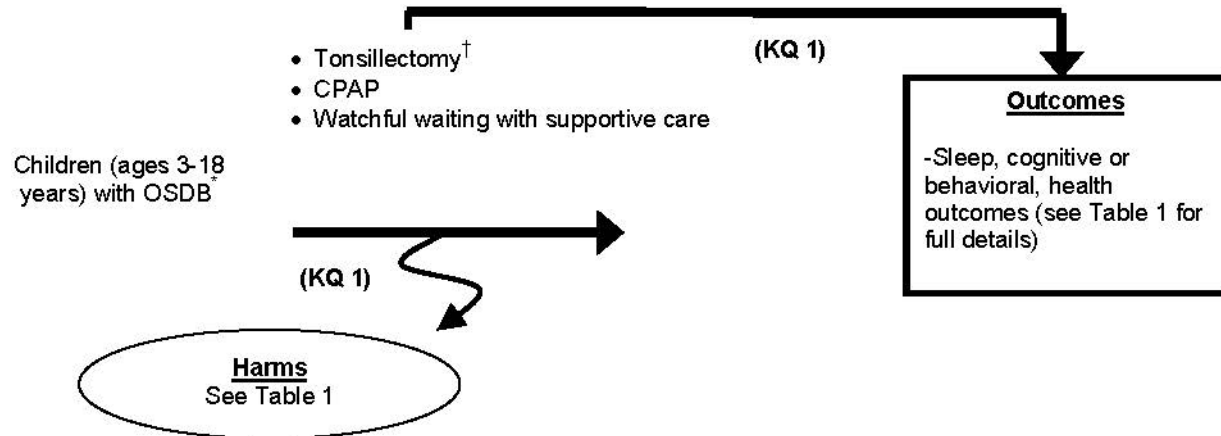 (KQ 1)
• Tonsillectomy†
• CPAP
• Watchful waiting with supportive care
Children (ages 3-18
years) with OSDB*
(KQ 1)
Outcomes
-Sleep, cognitive or
behavioral, health
outcomes (see Table 1 for
full details)
Harms
See Table 1